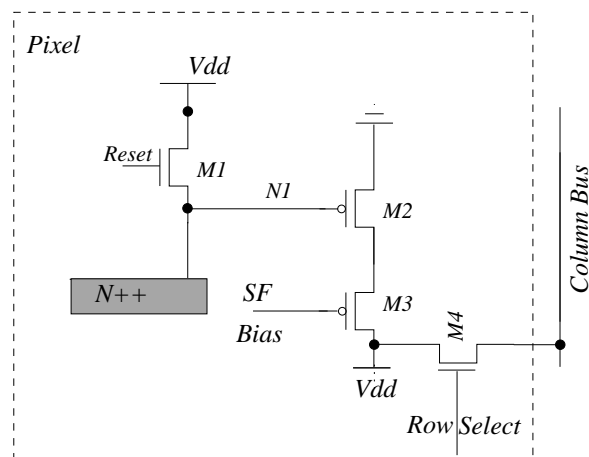 Pixel
Vdd
Reset
M1
N1
M2
N++
SF
Bias
M3
M4
Vdd
Row Select
Column Bus